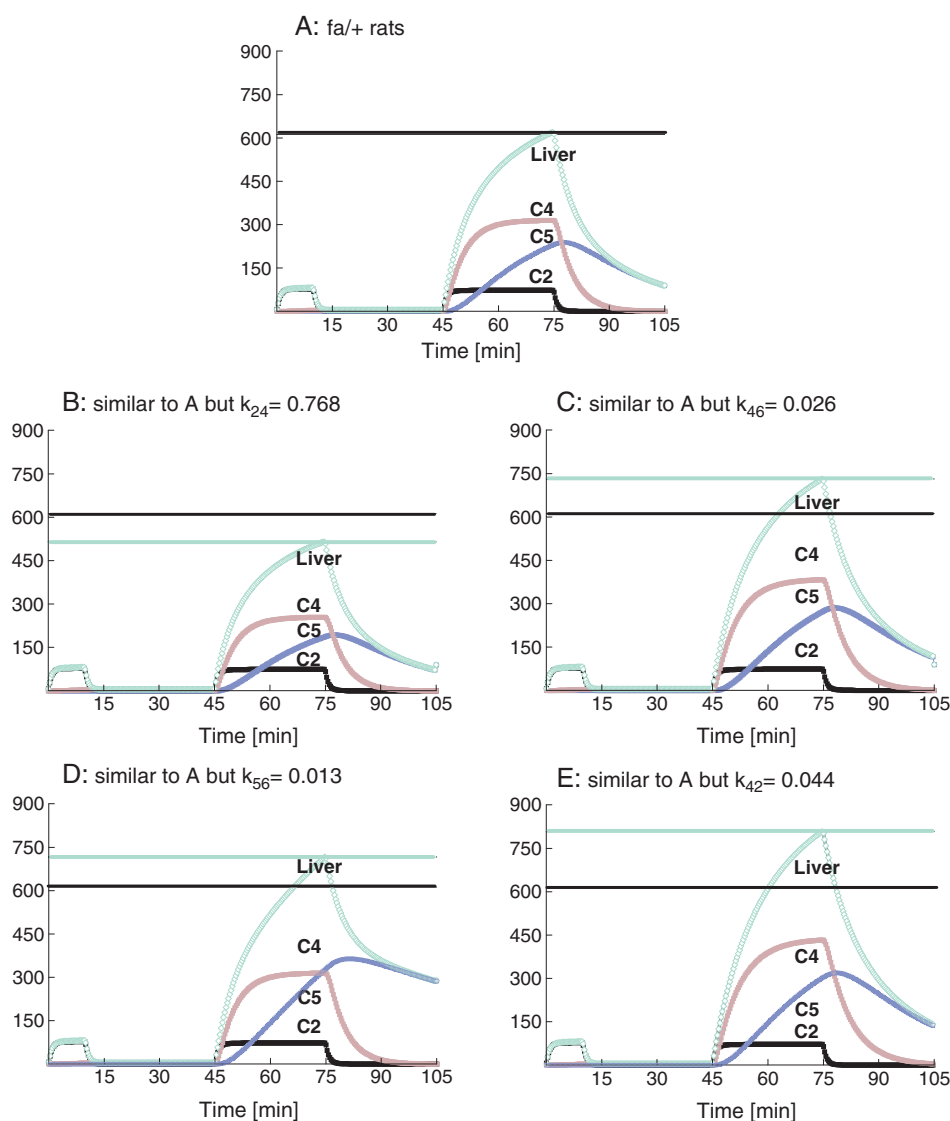 A: fa/+ rats
900
750
600
450
300
150
Liver
C4
C5
C2
15 30 45 60 75 90 105
Time [min]
B: similar to A but k24= 0.768
900
750
600
450
300
150
Liver
C4
C5
C2
15 30 45 60 75 90 105
Time [min]
C: similar to A but k46= 0.026
900
750
600
450
300
150
Liver
C4
C5
C2
15 30 45 60 75 90 105
Time [min]
D: similar to A but k56= 0.013
900
750
600
450
300
150
Liver
C4
C5
C2
15 30 45 60 75 90 105
Time [min]
E: similar to A but k42= 0.044
900
750
600
450
300
150
Liver
C4
C5
C2
15 30 45 60 75 90 105
Time [min]